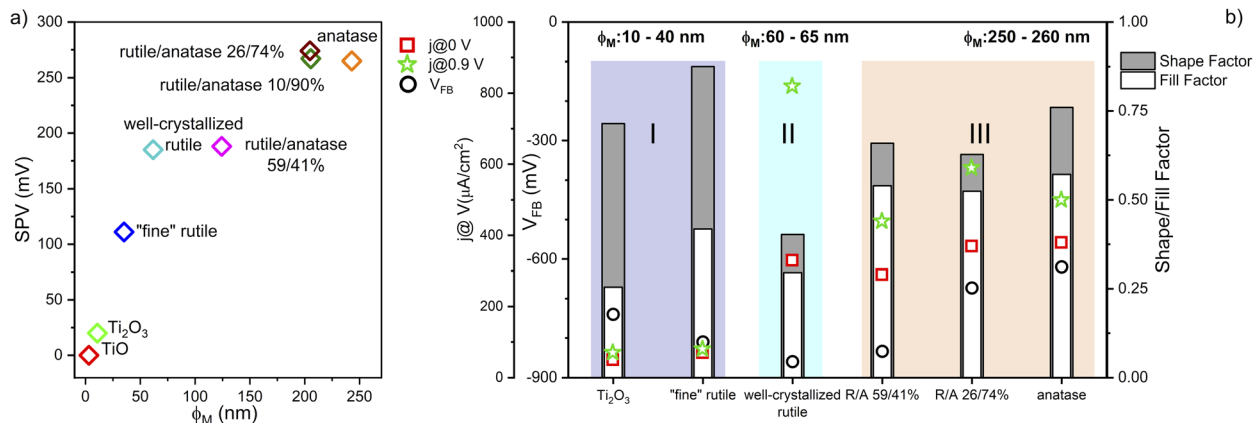 a)
300
250
200
150
100
50
0
SPV (mV)
0
50
100
150
200
250
ϕM (nm)
anatase
rutile/anatase 26/74%
rutile/anatase 10/90%
well-crystallized
rutile
rutile/anatase
59/41%
"fine" rutile
Ti2O3
TiO
j@0 V
j@0.9 V
VFB
1000
800
600
400
200
0
j@ V(μA/cm²)
0
-300
-600
-900
VFB (mV)
b)
ϕM:10 - 40 nm
ϕM:60 - 65 nm
ϕM:250 - 260 nm
I
II
III
Ti2O3
"fine" rutile
well-crystallized
rutile
R/A 59/41%
R/A 26/74%
anatase
1.00
0.75
0.50
0.25
0.00
Shape/Fill Factor
Shape Factor
Fill Factor